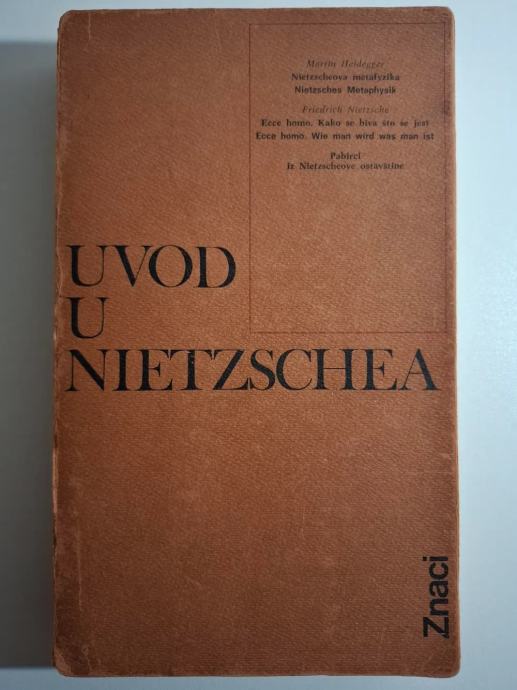 Martin Heidegger
Nietzscheova metafyzika
Nietzsches Metaphysik
Friedrich Nietzsche
Ecce homo. Kako se biva što se jest
Ecce homo. Wie man wird was man ist
Pabirci
iz Nietzscheove ostavštine
UVOD
U
NIETZSCHEA
Znaci